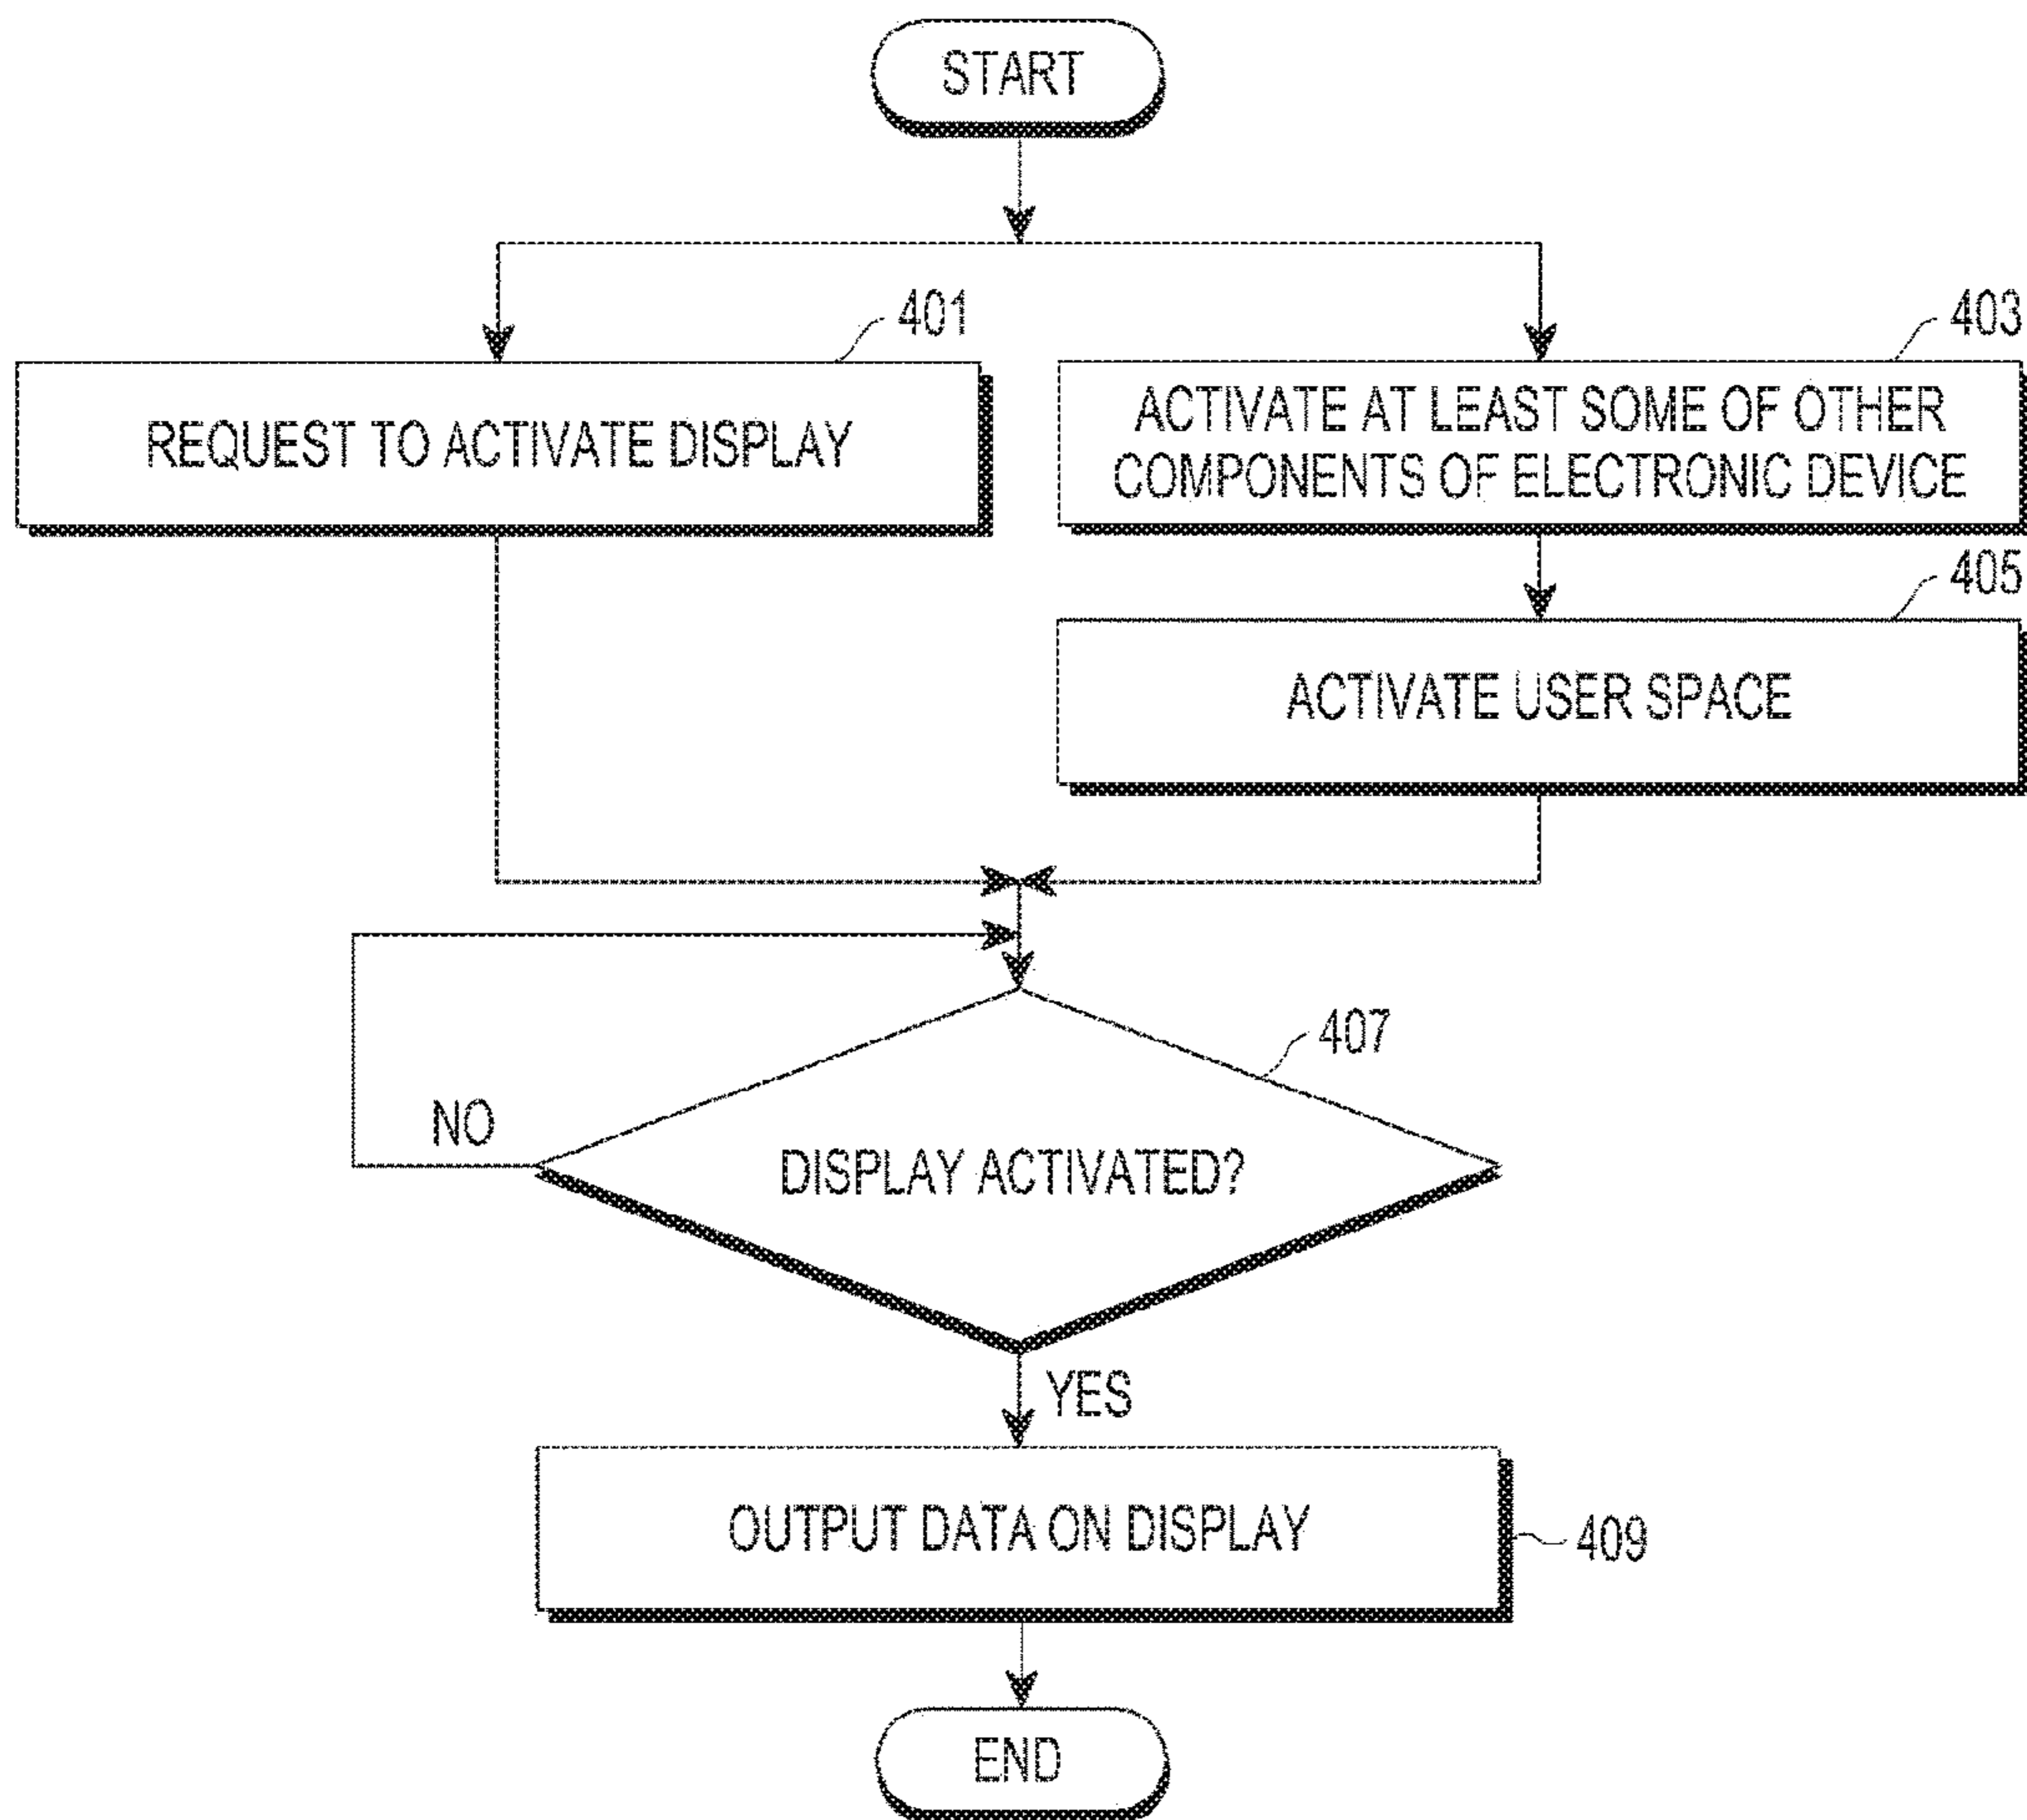 START
401
403
REQUEST TO ACTIVATE DISPLAY
ACTIVATE AT LEAST SOME OF OTHER
COMPONENTS OF ELECTRONIC DEVICE
405
ACTIVATE USER SPACE
407
NO
DISPLAY ACTIVATED?
YES
OUTPUT DATA ON DISPLAY
409
END